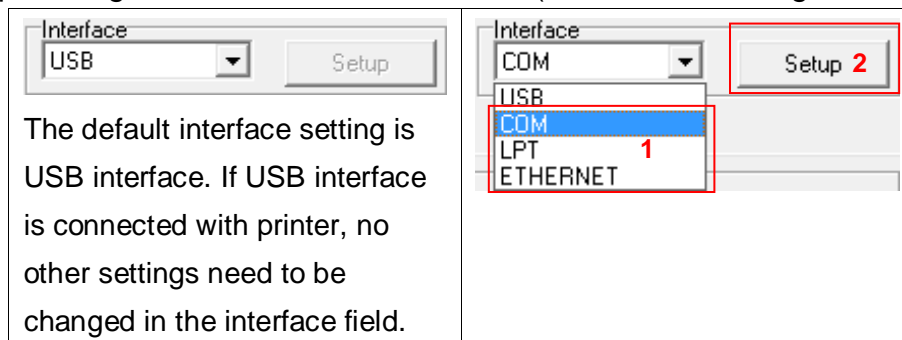 Interface
USB
Setup
The default interface setting is
USB interface. If USB interface
is connected with printer, no
other settings need to be
changed in the interface field.
Interface
COM
Setup 2
USB
COM
LPT 1
ETHERNET